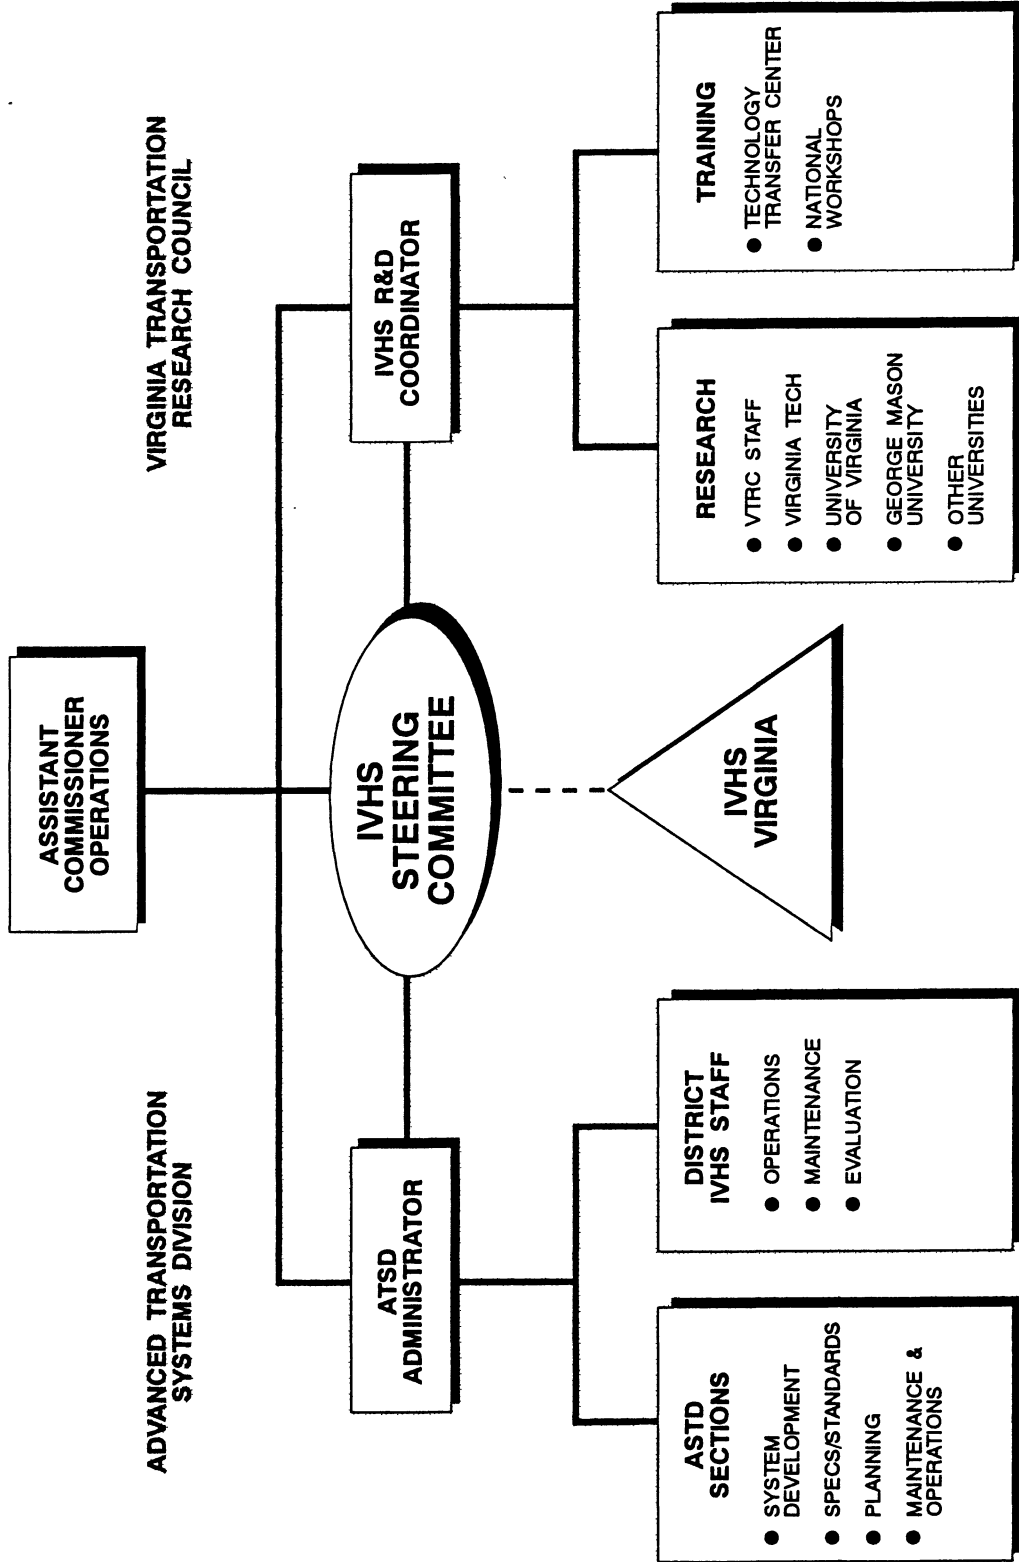 ADVANCED TRANSPORTATION
SYSTEMS DIVISION
VIRGINIA TRANSPORTATION
RESEARCH COUNCIL
ASSISTANT
COMMISSIONER
OPERATIONS
ATSD
ADMINISTRATOR
IVHS
STEERING
COMMITTEE
IVHS R&D
COORDINATOR
ASTD
SECTIONS
● SYSTEM
DEVELOPMENT
● SPECS/STANDARDS
● PLANNING
● MAINTENANCE &
OPERATIONS
DISTRICT
IVHS STAFF
● OPERATIONS
● MAINTENANCE
● EVALUATION
IVHS
VIRGINIA
RESEARCH
● VTRC STAFF
● VIRGINIA TECH
● UNIVERSITY
OF VIRGINIA
● GEORGE MASON
UNIVERSITY
● OTHER
UNIVERSITIES
TRAINING
● TECHNOLOGY
TRANSFER CENTER
● NATIONAL
WORKSHOPS